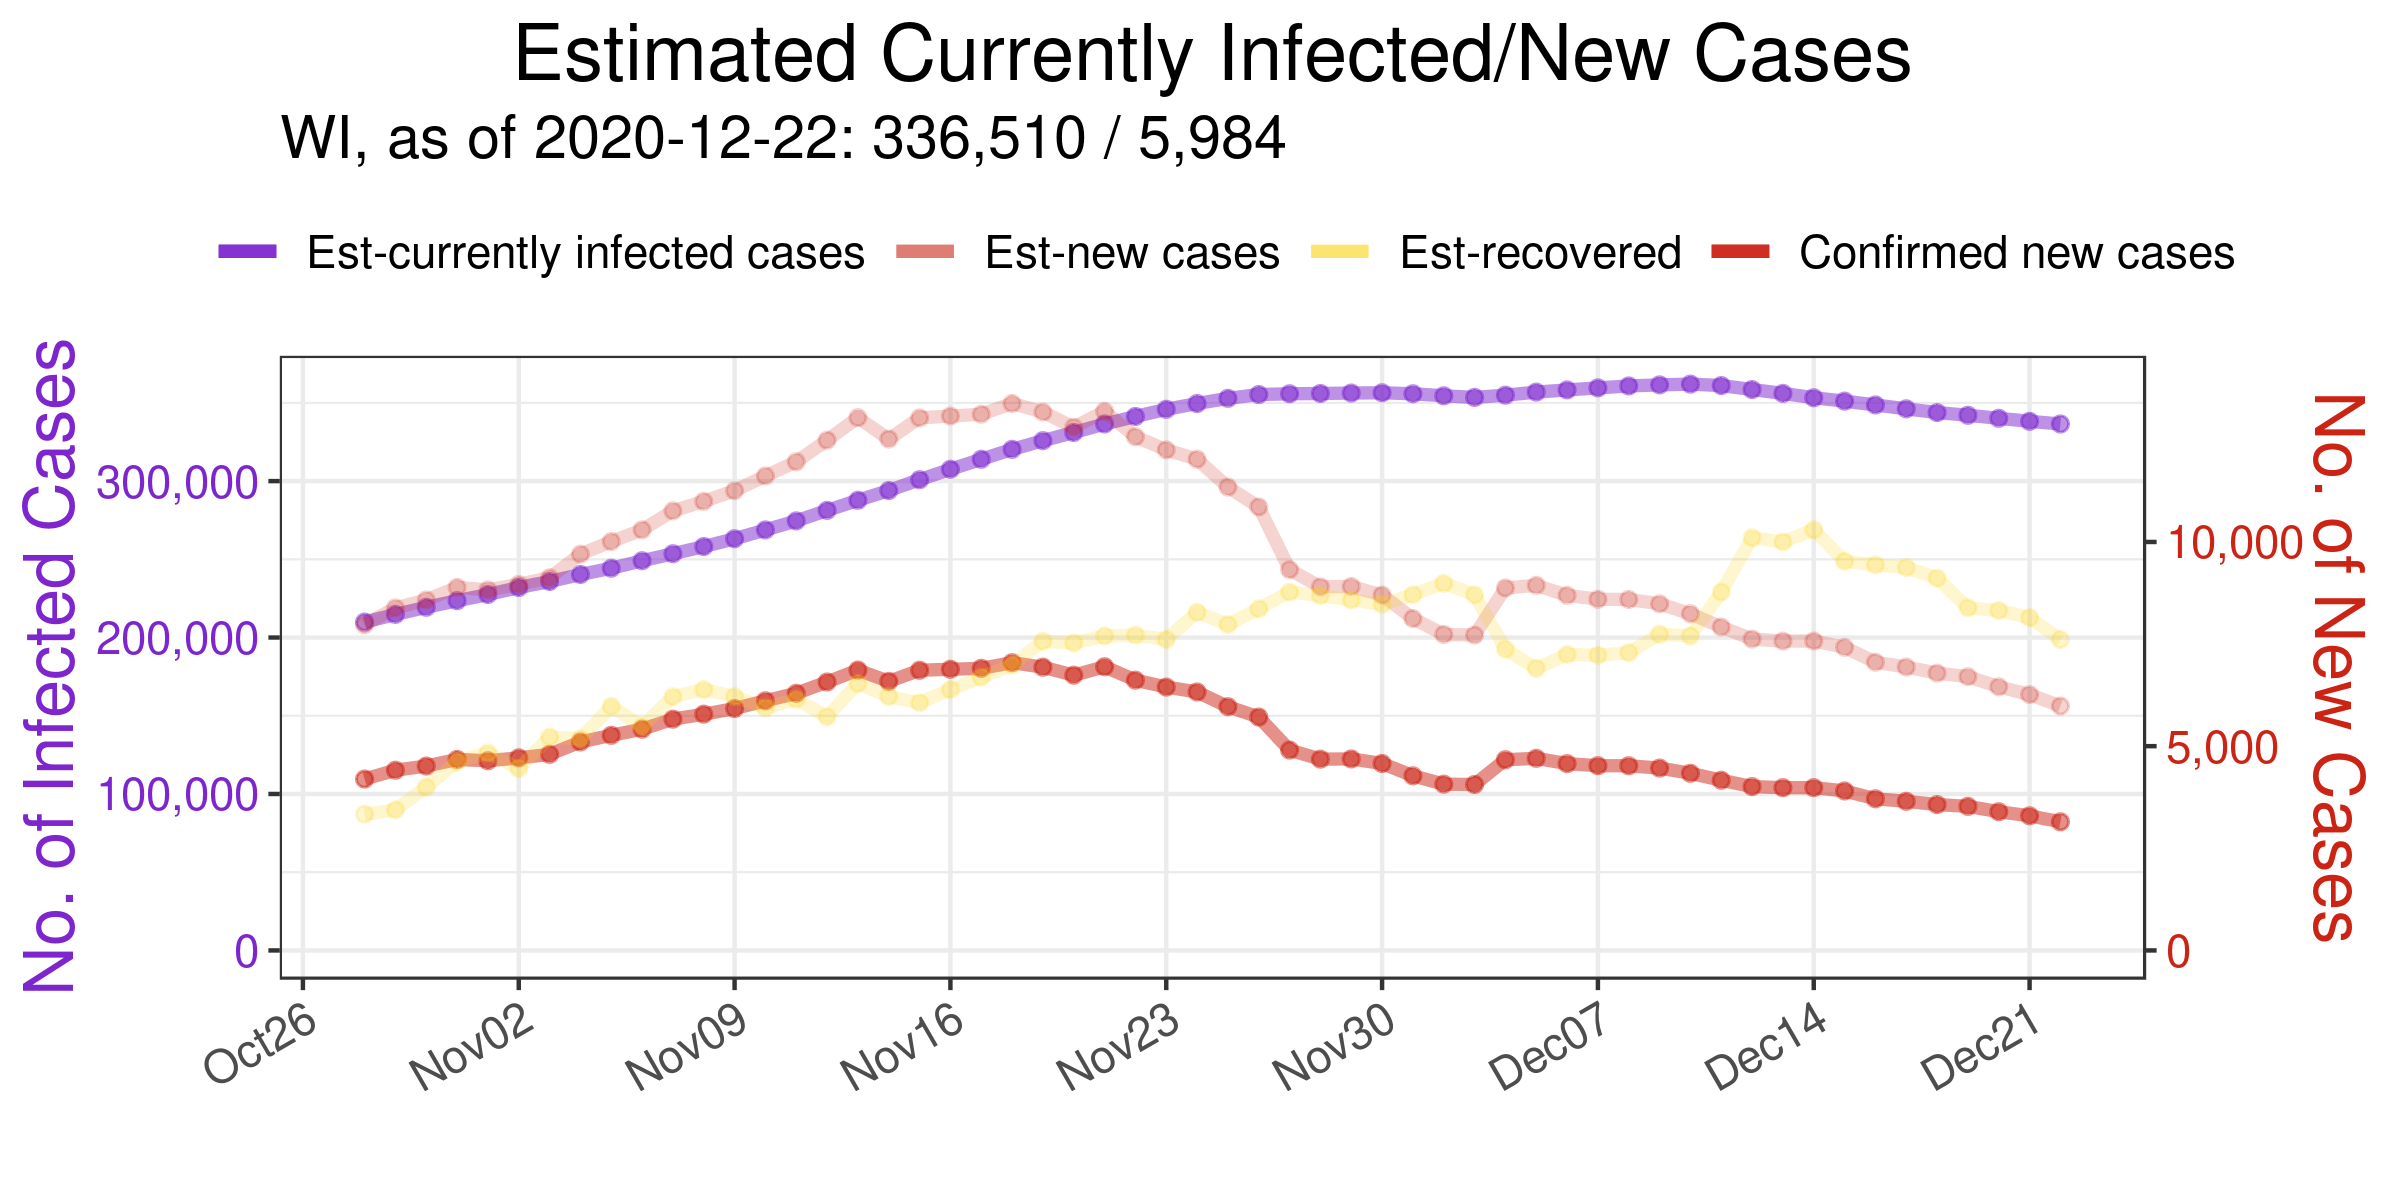 Estimated Currently Infected/New Cases
WI, as of 2020-12-22: 336,510 / 5,984
Est-currently infected cases Est-new cases Est-recovered Confirmed new cases
No. of Infected Cases
300,000
200,000
100,000
0
10,000
5,000
0
No. of New Cases
Oct26 Nov02 Nov09 Nov16 Nov23 Nov30 Dec07 Dec14 Dec21